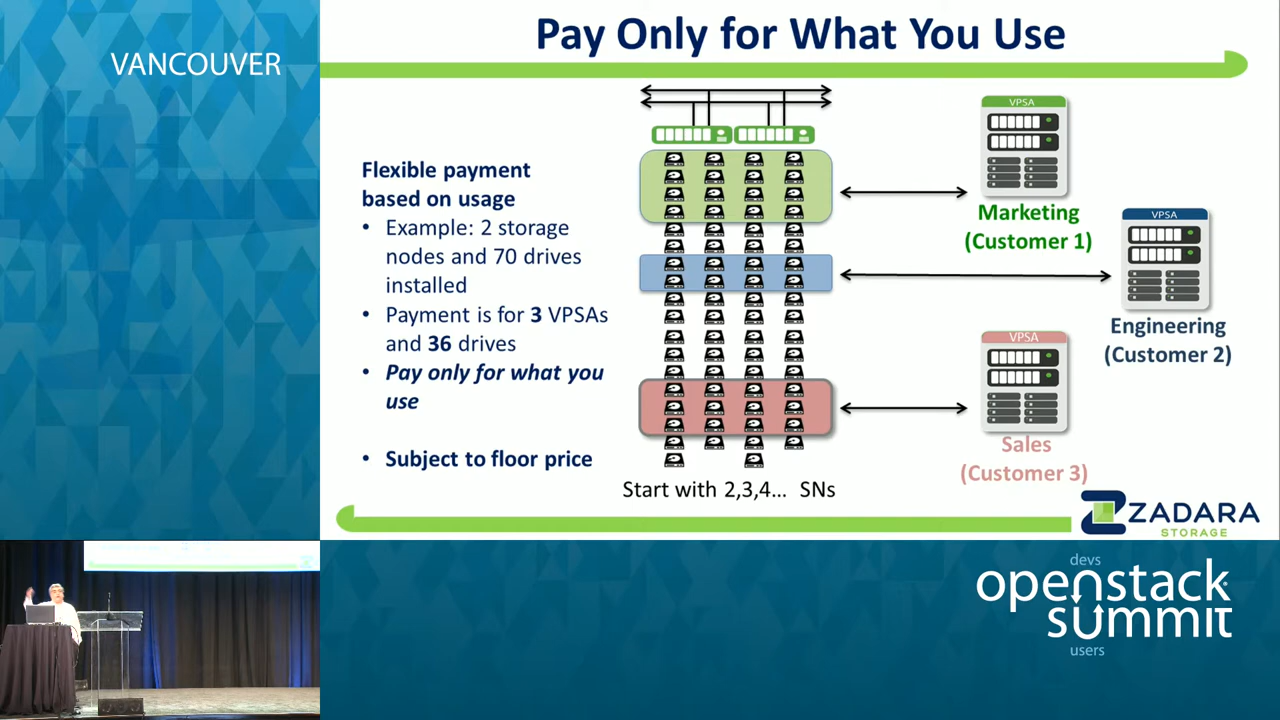 VANCOUVER
Pay Only for What You Use
Flexible payment
based on usage
• Example: 2 storage
nodes and 70 drives
installed
• Payment is for 3 VPSAs
and 36 drives
• Pay only for what you
use
• Subject to floor price
Start with 2,3,4... SNs
VPSA
Marketing
(Customer 1)
VPSA
Engineering
(Customer 2)
VPSA
Sales
(Customer 3)
ZADARA
STORAGE
devs
openstack
summit
users